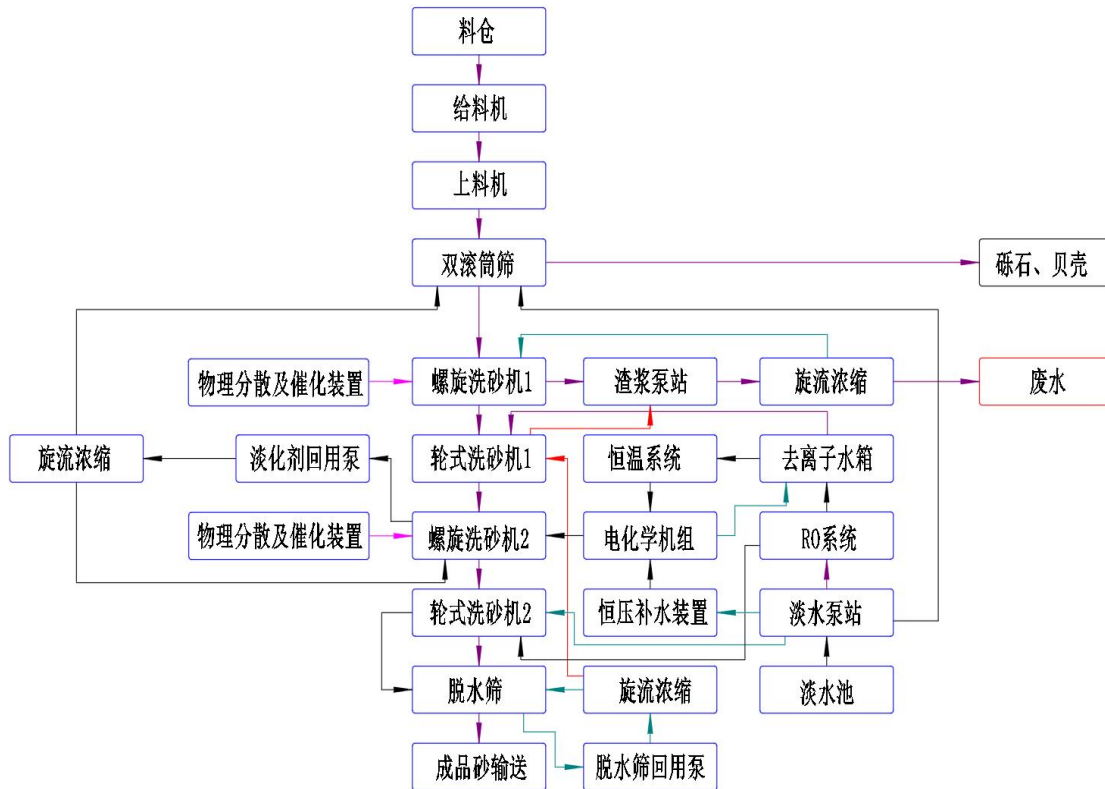 料仓
给料机
上料机
双滚筒筛
砾石、贝壳
物理分散及催化装置
螺旋洗砂机1
渣浆泵站
旋流浓缩
废水
旋流浓缩
淡化剂回用泵
轮式洗砂机1
恒温系统
去离子水箱
物理分散及催化装置
螺旋洗砂机2
电化学机组
RO系统
轮式洗砂机2
恒压补水装置
淡水泵站
脱水筛
旋流浓缩
淡水池
成品砂输送
脱水筛回用泵